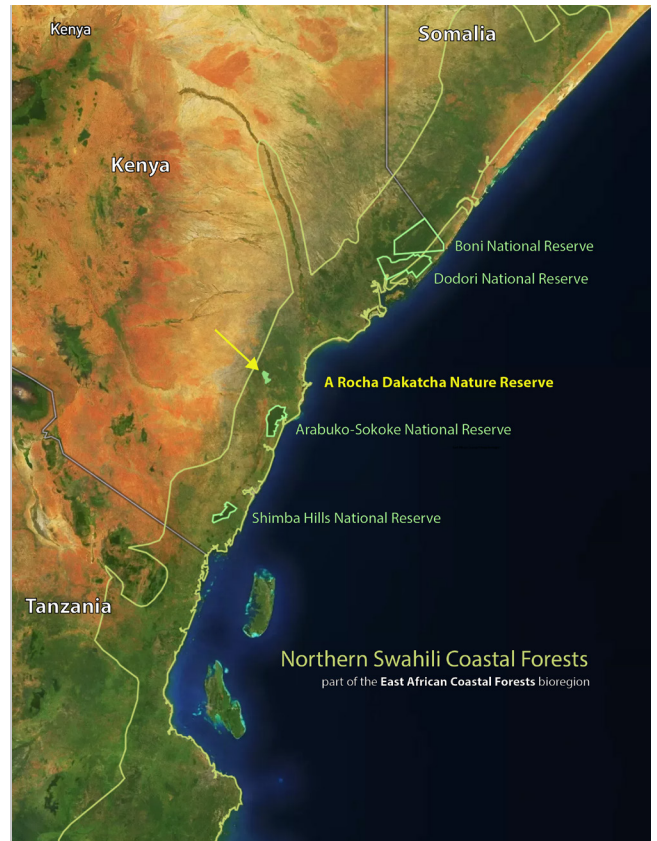 Kenya
Somalia
Kenya
Boni National Reserve
Dodori National Reserve
A Rocha Dakatcha Nature Reserve
Arabuko-Sokoke National Reserve
Shimba Hills National Reserve
Tanzania
Northern Swahili Coastal Forests
part of the East African Coastal Forests bioregion